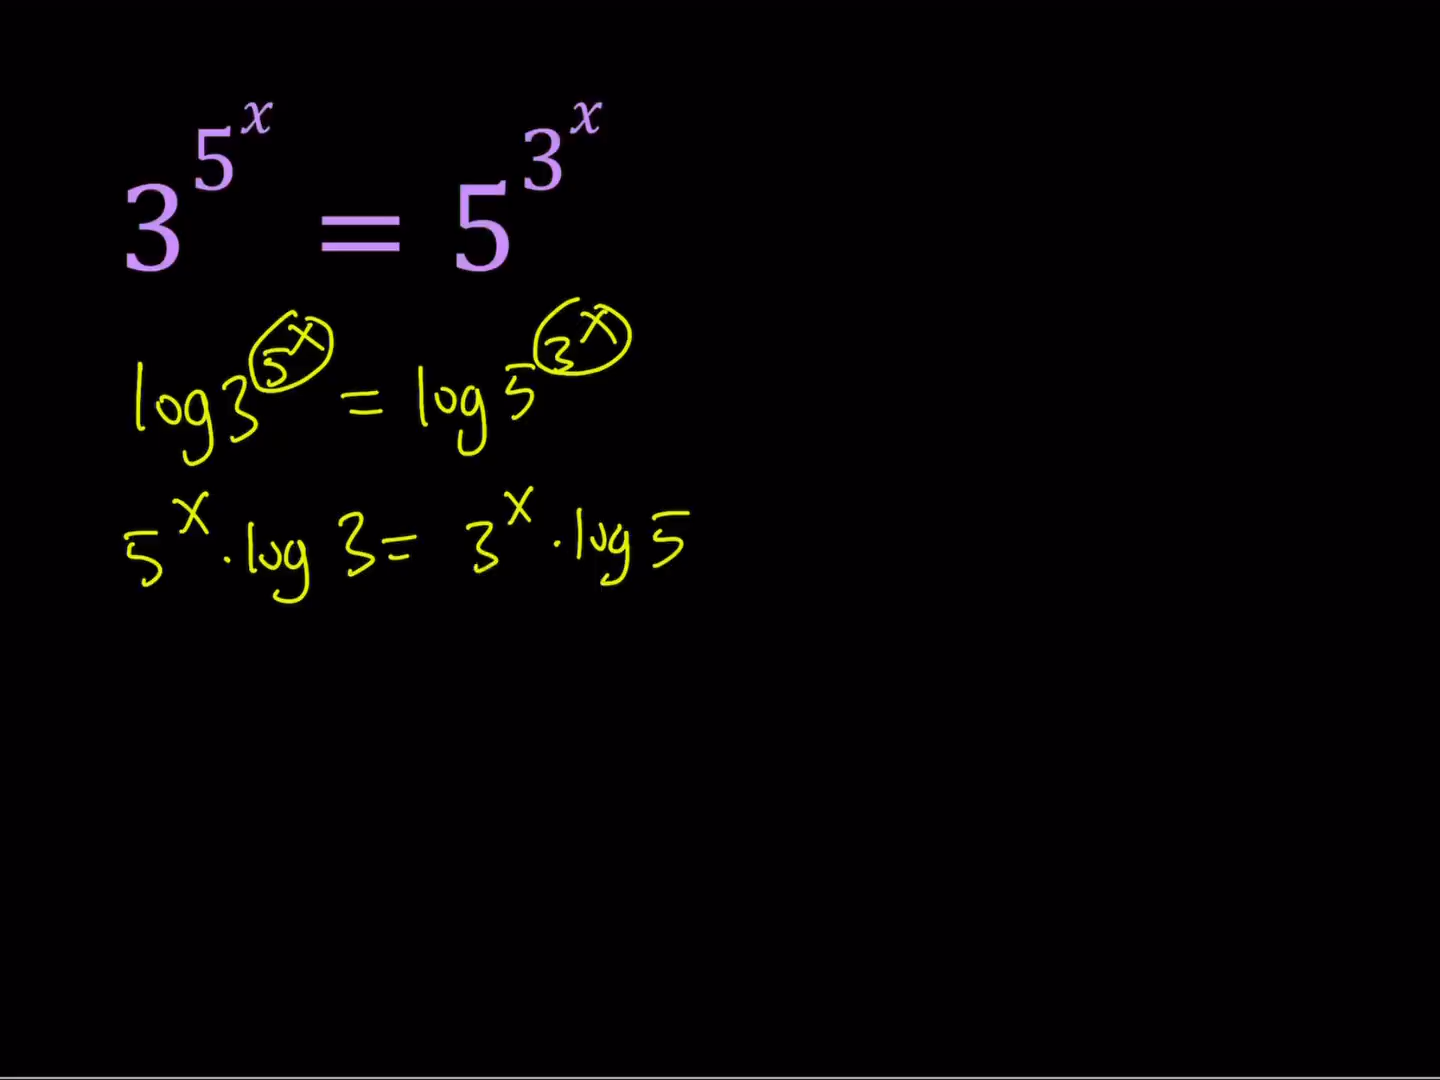 3^{5^x} = 5^{3^x}
log 3^{5^x} = log 5^{3^x}
5^x · log 3 = 3^x · log 5